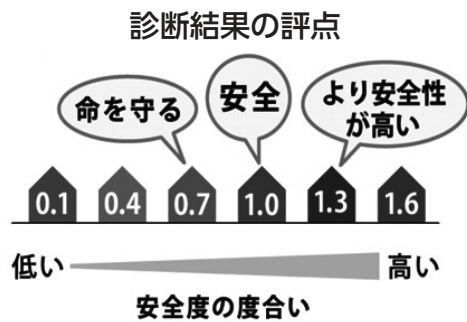 診断結果の評点
命を守る
安全
より安全性
が高い
0.1 0.4 0.7 1.0 1.3 1.6
低い 高い
安全度の度合い